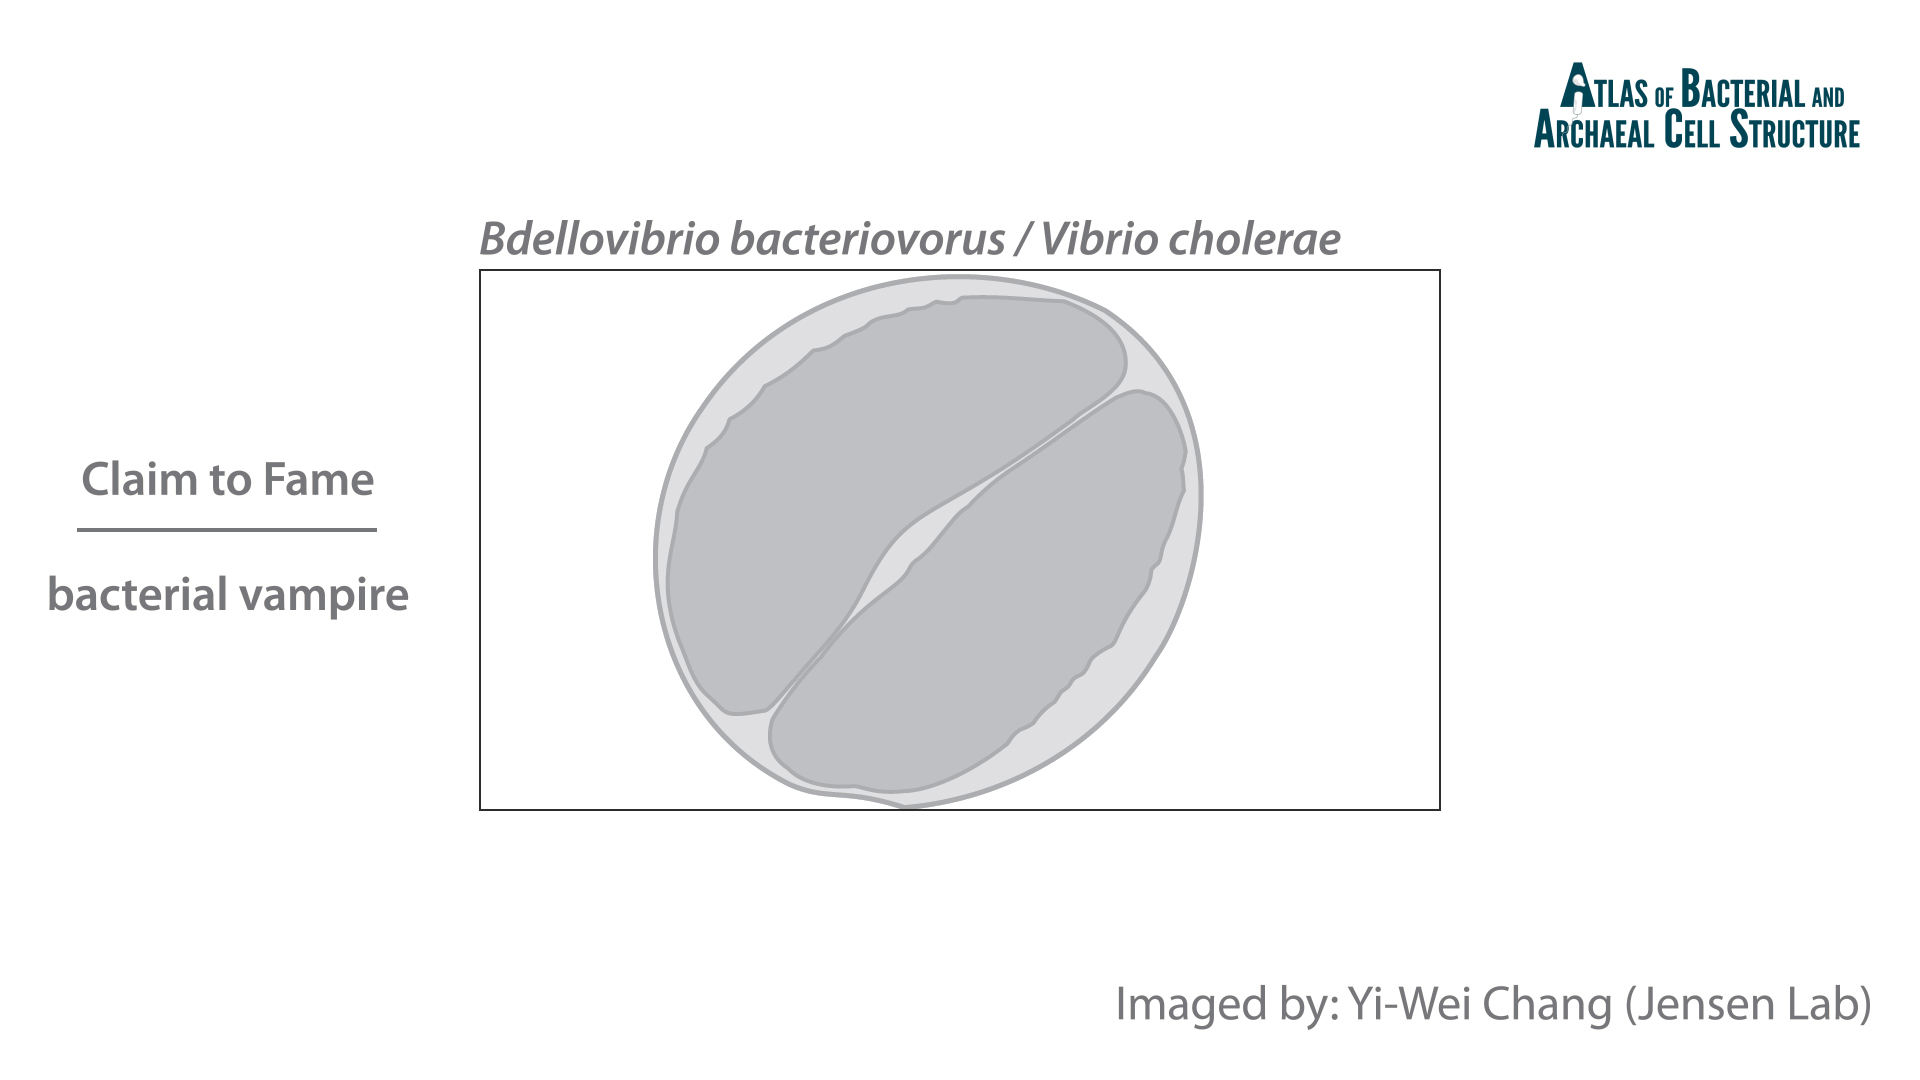 ATLAS OF BACTERIAL AND
ARCHAEAL CELL STRUCTURE
Bdellovibrio bacteriovorus / Vibrio cholerae
Claim to Fame
bacterial vampire
Imaged by: Yi-Wei Chang (Jensen Lab)